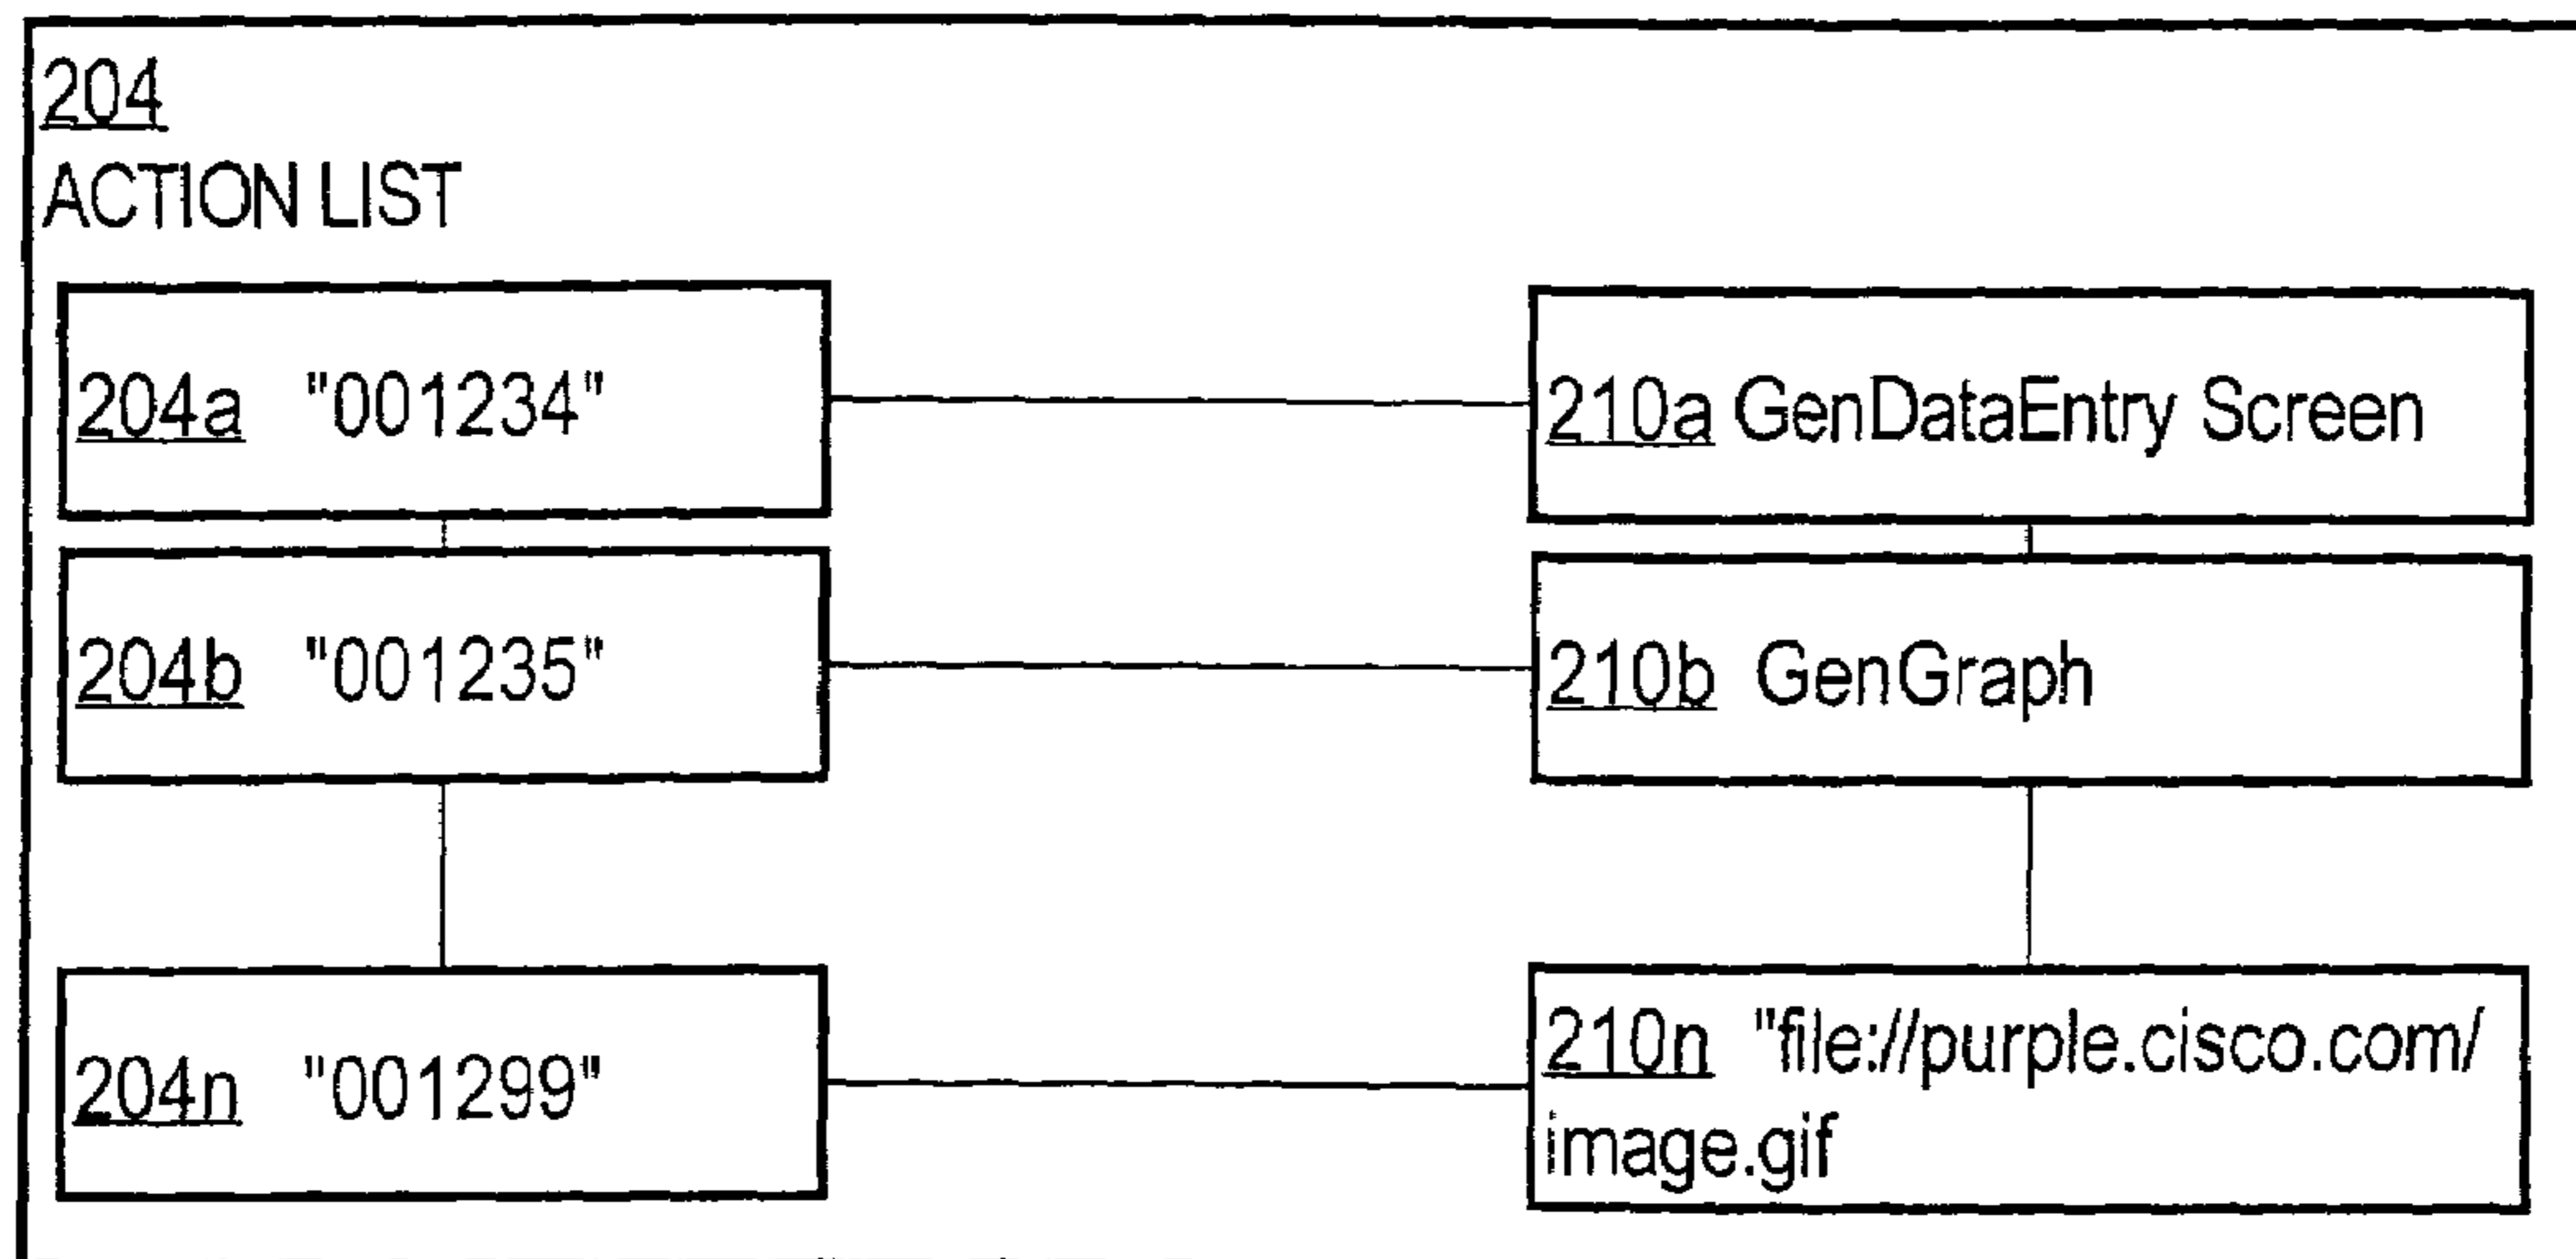 204
ACTION LIST
204a "001234"
210a GenDataEntry Screen
204b "001235"
210b GenGraph
204n "001299"
210n "file://purple.cisco.com/
image.gif